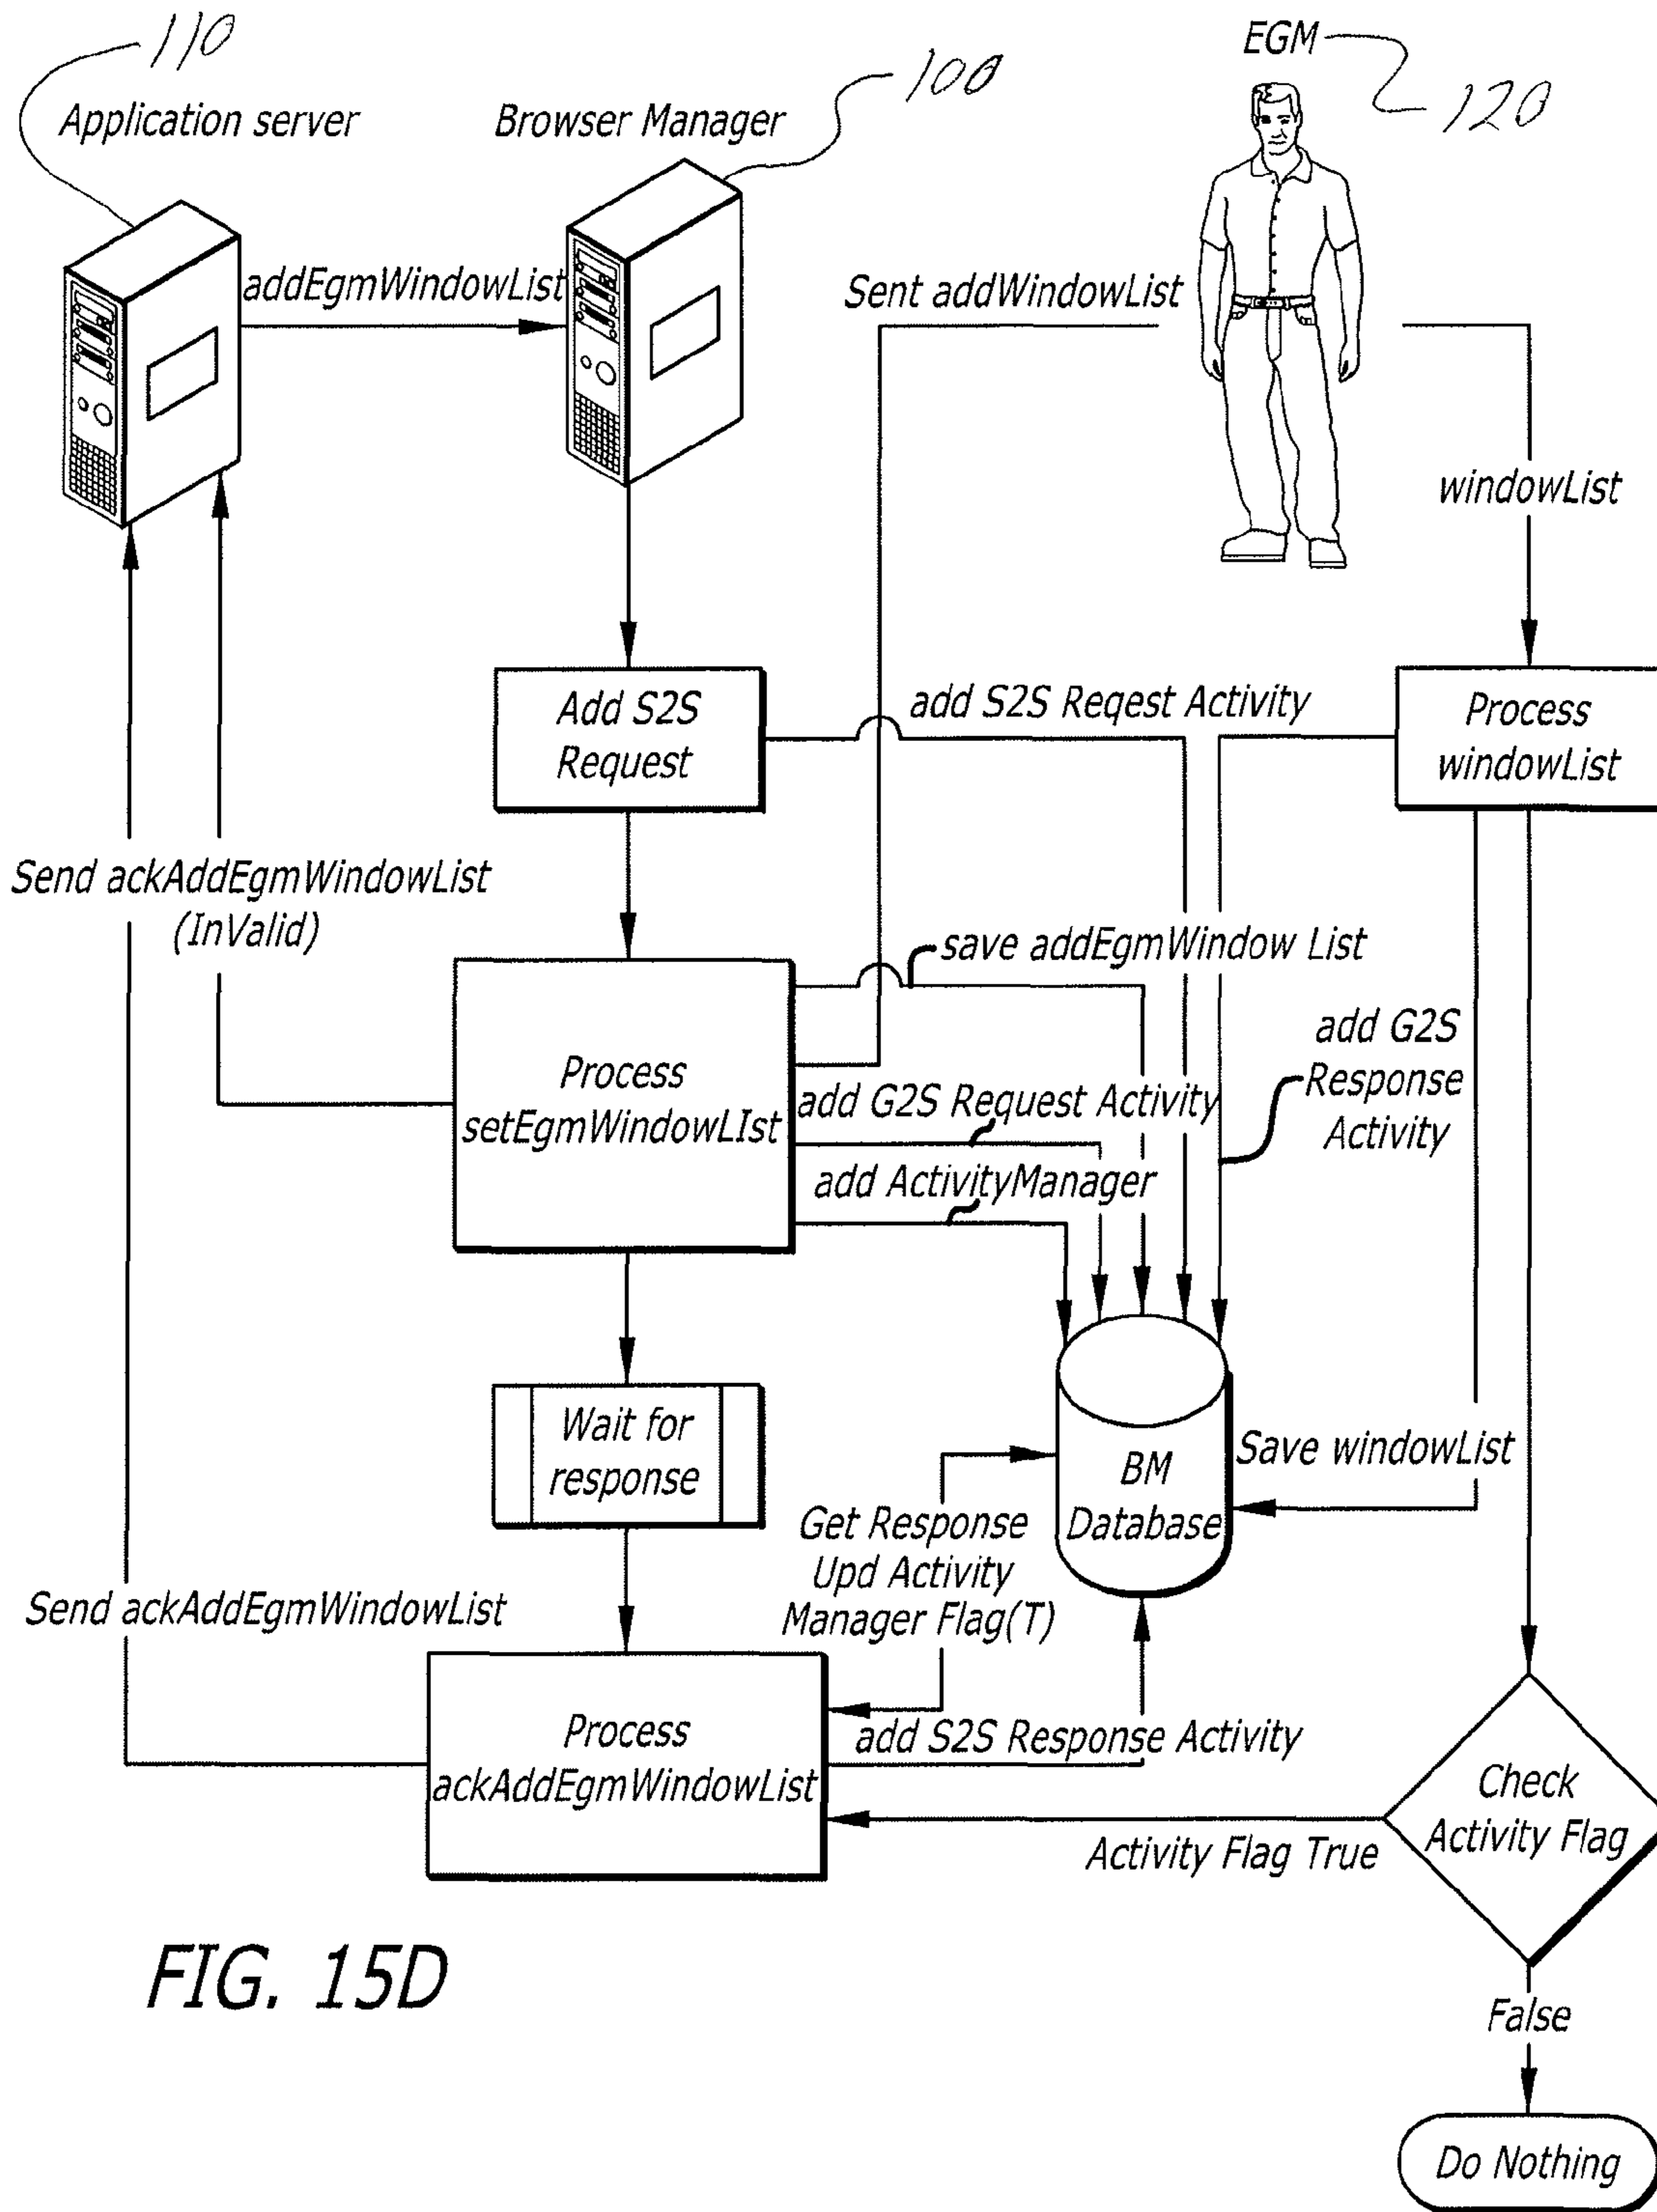 110
Application server
Browser Manager
100
EGM
120
addEgmWindowList
Sent addWindowList
windowList
Add S2S
Request
add S2S Reqest Activity
Process
windowList
Send ackAddEgmWindowList
(InValid)
save addEgmWindow List
add G2S
Response
Activity
Process
setEgmWindowLIst
add G2S Request Activity
add ActivityManager
Wait for
response
BM
Database
Save windowList
Get Response
Upd Activity
Manager Flag(T)
Send ackAddEgmWindowList
Process
ackAddEgmWindowList
add S2S Response Activity
Check
Activity Flag
Activity Flag True
FIG. 15D
False
Do Nothing